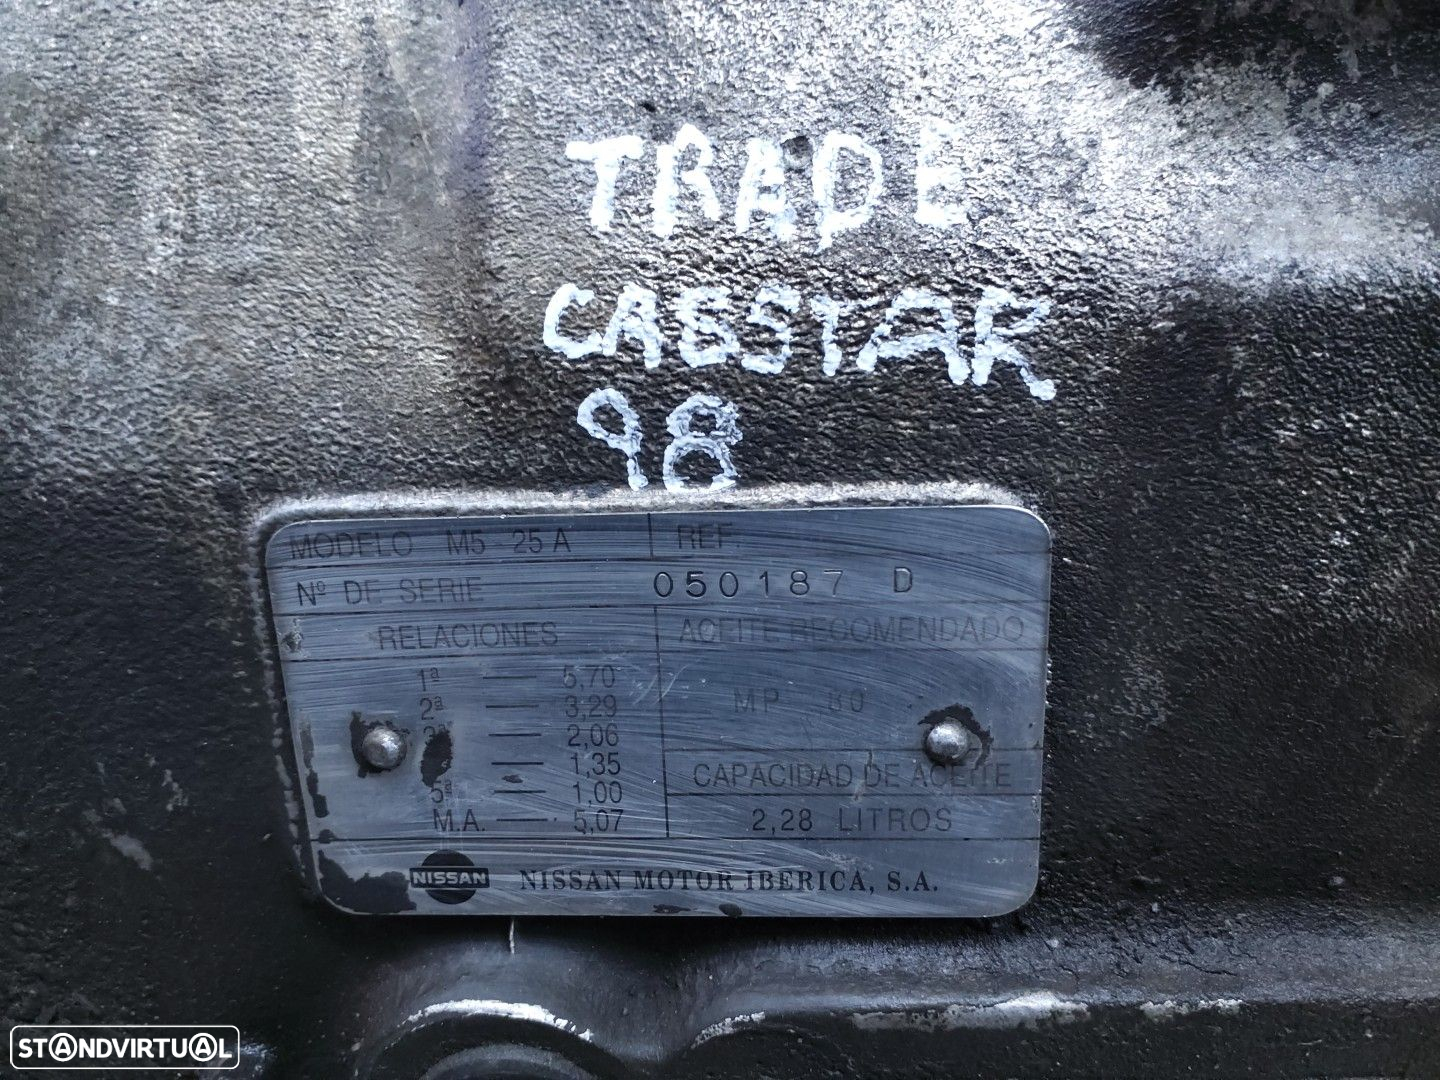 TRADE
CABSTAR
98
MODELO M5 25 A REF.
Nº DE SERIE 050187 D
RELACIONES ACEITE RECOMENDADO
1ª — 5,70
2ª — 3,29
MP 80
3ª — 2,06
— 1,35
CAPACIDAD DE ACEITE
5ª — 1,00
M.A. — 5,07
2,28 LITROS
NISSAN NISSAN MOTOR IBERICA, S.A.
STANDVIRTUAL